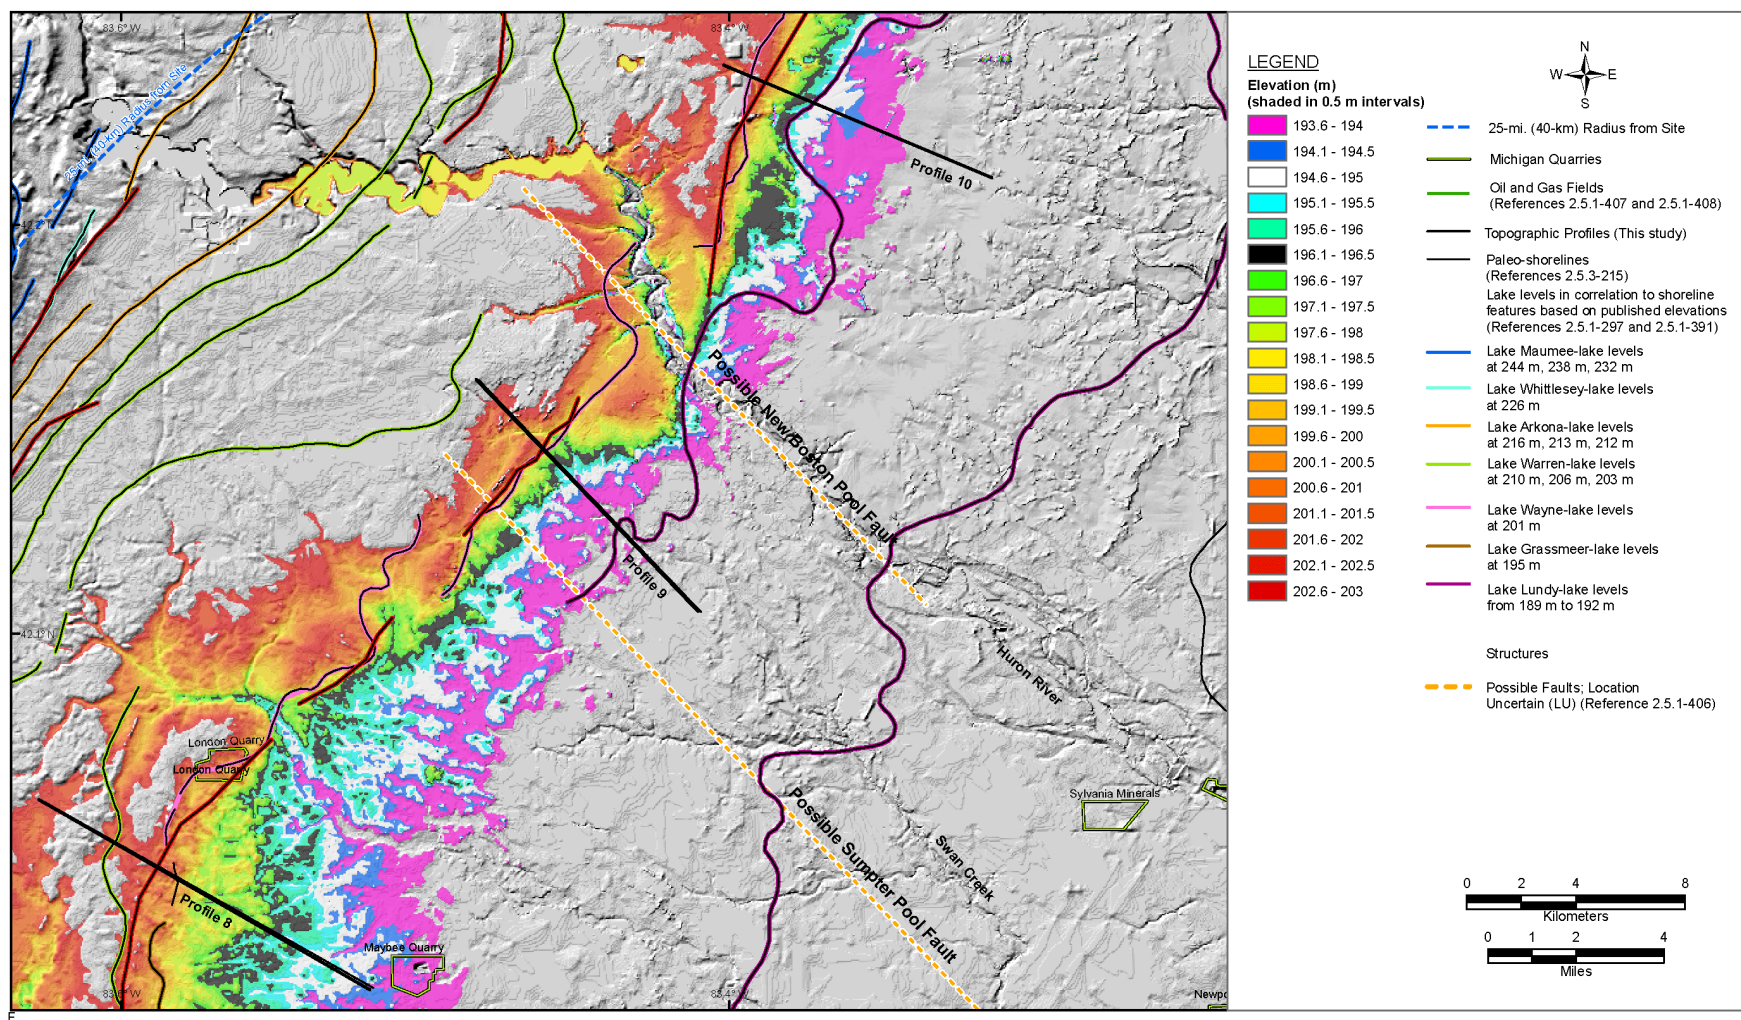 83.6° W
83.4° W
25-mi. (40-km) Radius from Site
Profile 10
42.2° N
Possible New Boston Pool Fault
Profile 9
42.1° N
Huron River
London Quarry
London Quarry
Sylvania Minerals
Possible Sumpter Pool Fault
Swan Creek
Profile 8
Maybee Quarry
83.6° W
83.4° W
Newpo
F
LEGEND
Elevation (m)
(shaded in 0.5 m intervals)
193.6 - 194
194.1 - 194.5
194.6 - 195
195.1 - 195.5
195.6 - 196
196.1 - 196.5
196.6 - 197
197.1 - 197.5
197.6 - 198
198.1 - 198.5
198.6 - 199
199.1 - 199.5
199.6 - 200
200.1 - 200.5
200.6 - 201
201.1 - 201.5
201.6 - 202
202.1 - 202.5
202.6 - 203
N
W E
S
25-mi. (40-km) Radius from Site
Michigan Quarries
Oil and Gas Fields
(References 2.5.1-407 and 2.5.1-408)
Topographic Profiles (This study)
Paleo-shorelines
(References 2.5.3-215)
Lake levels in correlation to shoreline
features based on published elevations
(References 2.5.1-297 and 2.5.1-391)
Lake Maumee-lake levels
at 244 m, 238 m, 232 m
Lake Whittlesey-lake levels
at 226 m
Lake Arkona-lake levels
at 216 m, 213 m, 212 m
Lake Warren-lake levels
at 210 m, 206 m, 203 m
Lake Wayne-lake levels
at 201 m
Lake Grassmeer-lake levels
at 195 m
Lake Lundy-lake levels
from 189 m to 192 m
Structures
Possible Faults; Location
Uncertain (LU) (Reference 2.5.1-406)
0 2 4 8
Kilometers
0 1 2 4
Miles